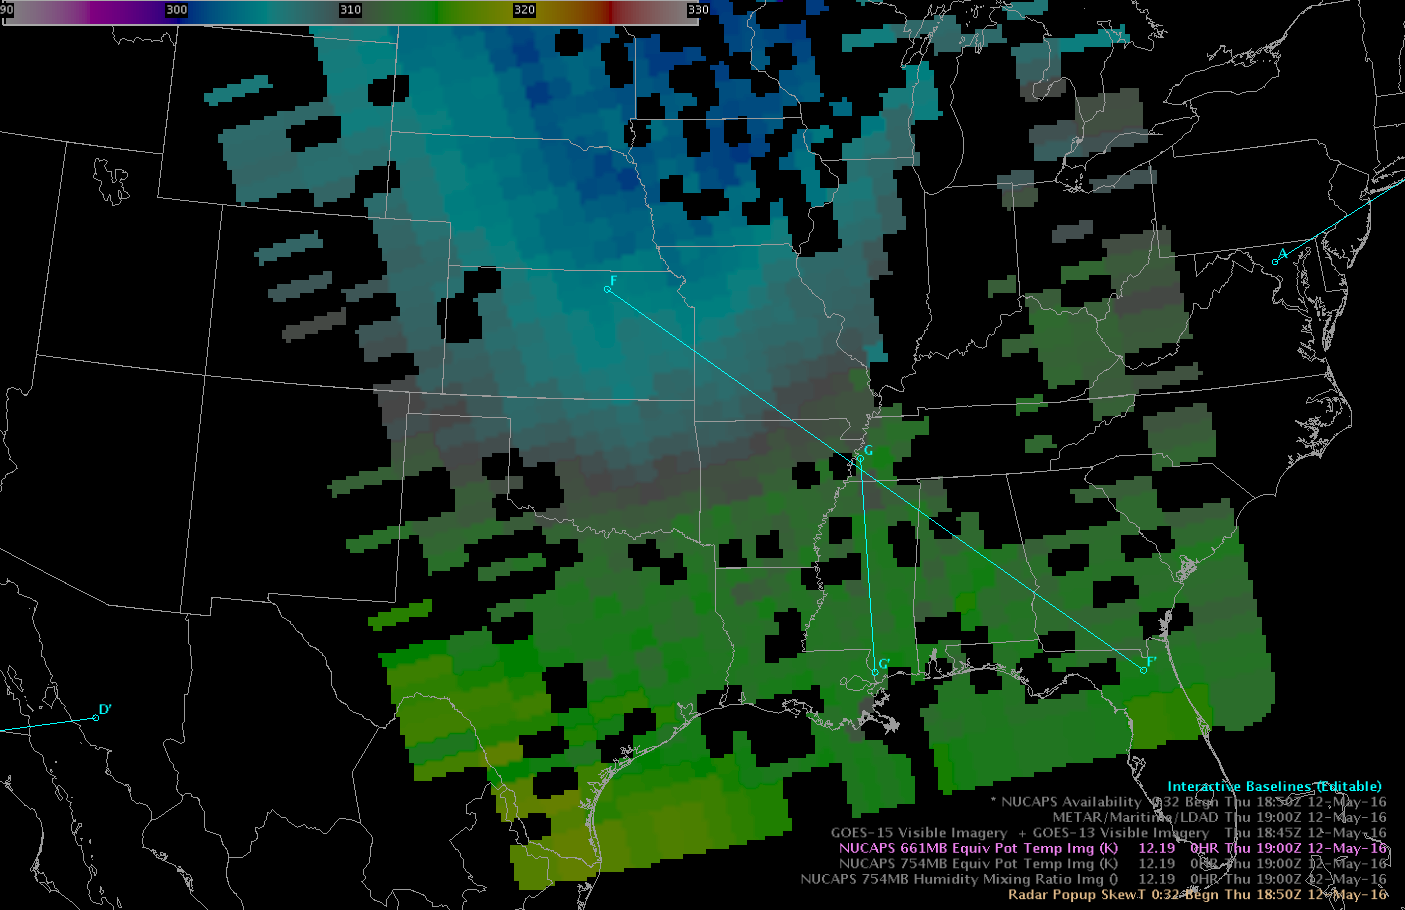 90 300 310 320 330
A
F
G
G'
F'
D'
Interactive Baselines (Editable)
* NUCAPS Availability 0:32 Begn Thu 18:50Z 12-May-16
METAR/Maritime/LDAD Thu 19:00Z 12-May-16
GOES-15 Visible Imagery + GOES-13 Visible Imagery Thu 18:45Z 12-May-16
NUCAPS 661MB Equiv Pot Temp Img (K) 12.19 0HR Thu 19:00Z 12-May-16
NUCAPS 754MB Equiv Pot Temp Img (K) 12.19 0HR Thu 19:00Z 12-May-16
NUCAPS 754MB Humidity Mixing Ratio Img () 12.19 0HR Thu 19:00Z 12-May-16
Radar Popup SkewT 0:32 Begn Thu 18:50Z 12-May-16